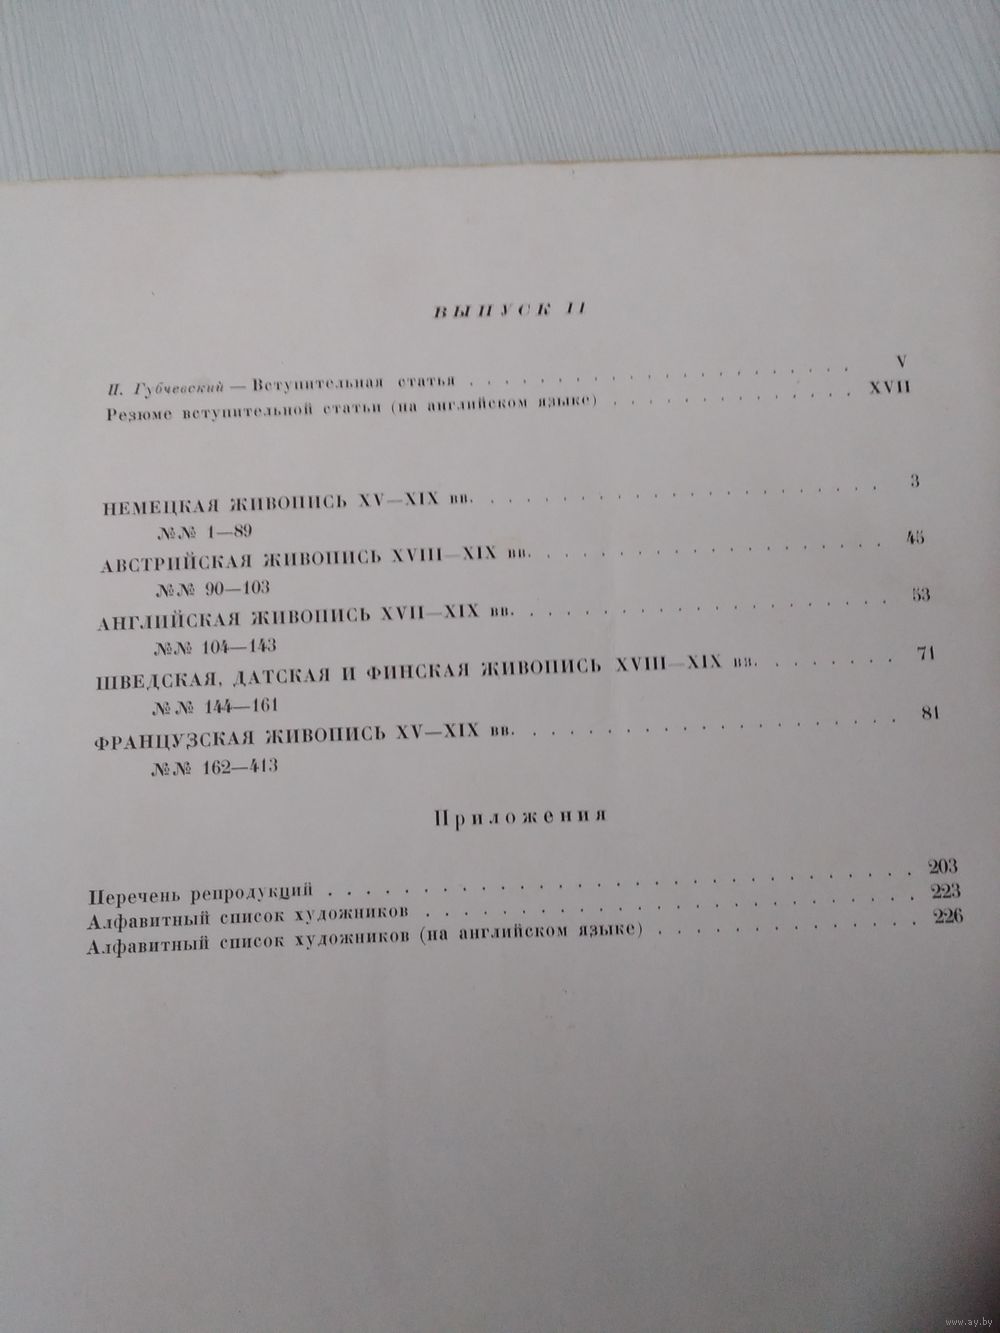 ВЫПУСК II
П. Губчевский — Вступительная статья . . . . . . . . . . . . . . . . . . . . V
Резюме вступительной статьи (на английском языке) . . . . . . . . . . . . . XVII
НЕМЕЦКАЯ ЖИВОПИСЬ XV—XIX вв. . . . . . . . . . . . . . . . . . . . 3
№№ 1—89
АВСТРИЙСКАЯ ЖИВОПИСЬ XVIII—XIX вв. . . . . . . . . . . . . . . . . 45
№№ 90—103
АНГЛИЙСКАЯ ЖИВОПИСЬ XVII—XIX вв. . . . . . . . . . . . . . . . . . 53
№№ 104—143
ШВЕДСКАЯ, ДАТСКАЯ И ФИНСКАЯ ЖИВОПИСЬ XVIII—XIX вв. . . . . . . . 71
№№ 144—161
ФРАНЦУЗСКАЯ ЖИВОПИСЬ XV—XIX вв. . . . . . . . . . . . . . . . . . 81
№№ 162—413
Приложения
Перечень репродукций . . . . . . . . . . . . . . . . . . . . . . . . . . 203
Алфавитный список художников . . . . . . . . . . . . . . . . . . . . . . 223
Алфавитный список художников (на английском языке) . . . . . . . . . . . . 226
www.ay.by